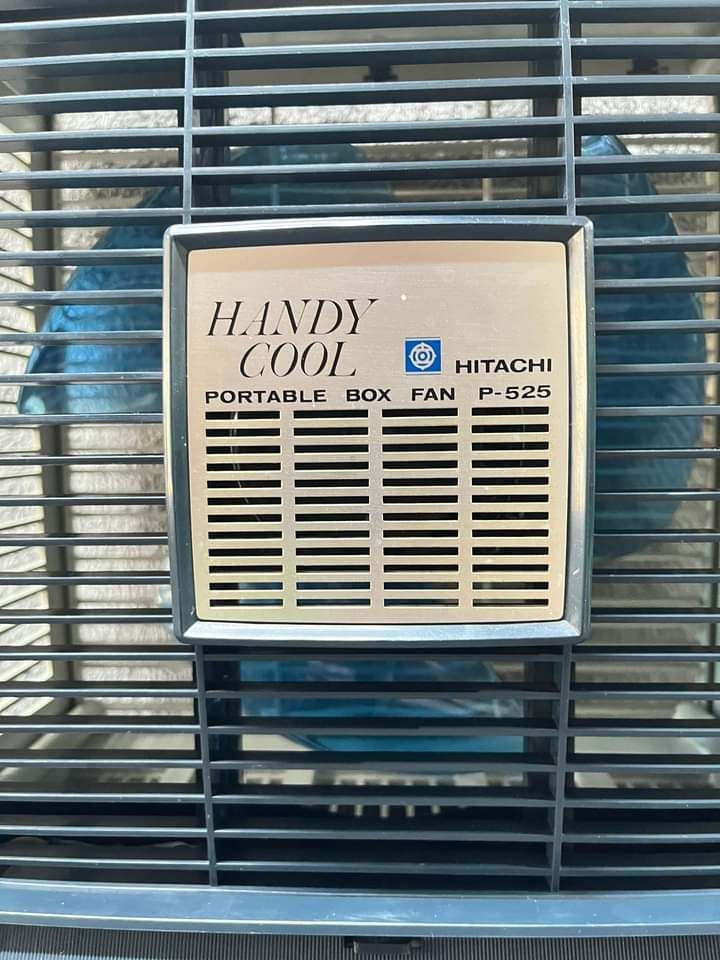 HANDY
COOL
HITACHI
PORTABLE BOX FAN P-525